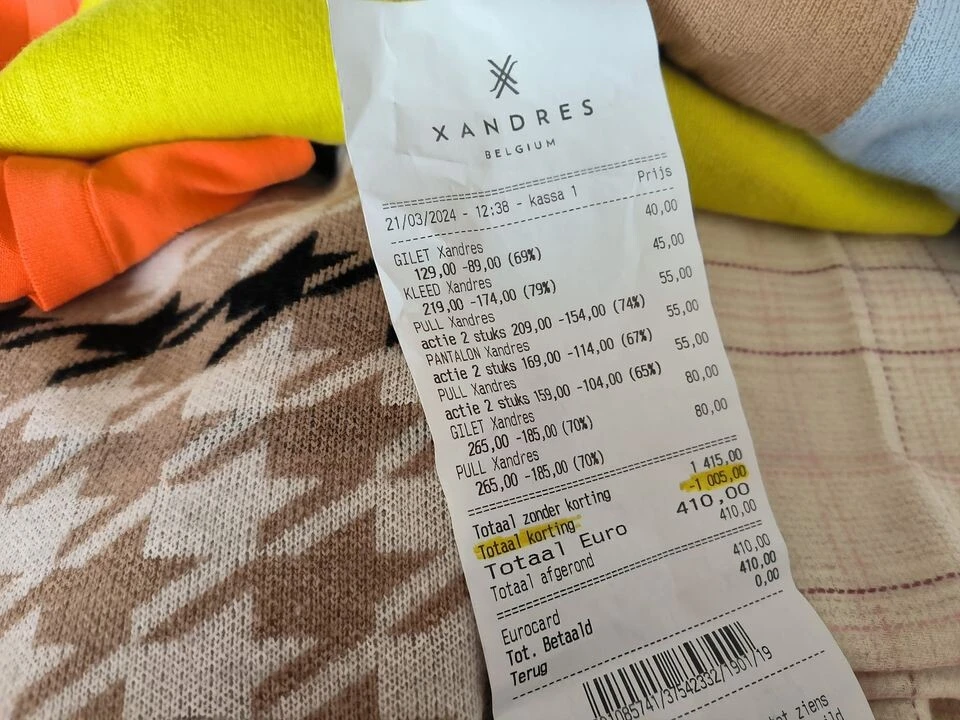 XANDRES
BELGIUM
Prijs
21/03/2024 - 12:38 - kassa 1
GILET Xandres 40,00
129,00 -89,00 (69%)
KLEED Xandres 45,00
219,00 -174,00 (79%)
PULL Xandres 55,00
actie 2 stuks 209,00 -154,00 (74%)
PANTALON Xandres 55,00
actie 2 stuks 169,00 -114,00 (67%)
PULL Xandres 55,00
actie 2 stuks 159,00 -104,00 (65%)
GILET Xandres 80,00
265,00 -185,00 (70%)
PULL Xandres 80,00
265,00 -185,00 (70%)
Totaal zonder korting 1 415,00
Totaal korting -1 005,00
Totaal Euro 410,00
Totaal afgerond 410,00
Eurocard 410,00
Tot. Betaald 410,00
Terug 0,00
1085741/37542332/1901/19
ziens